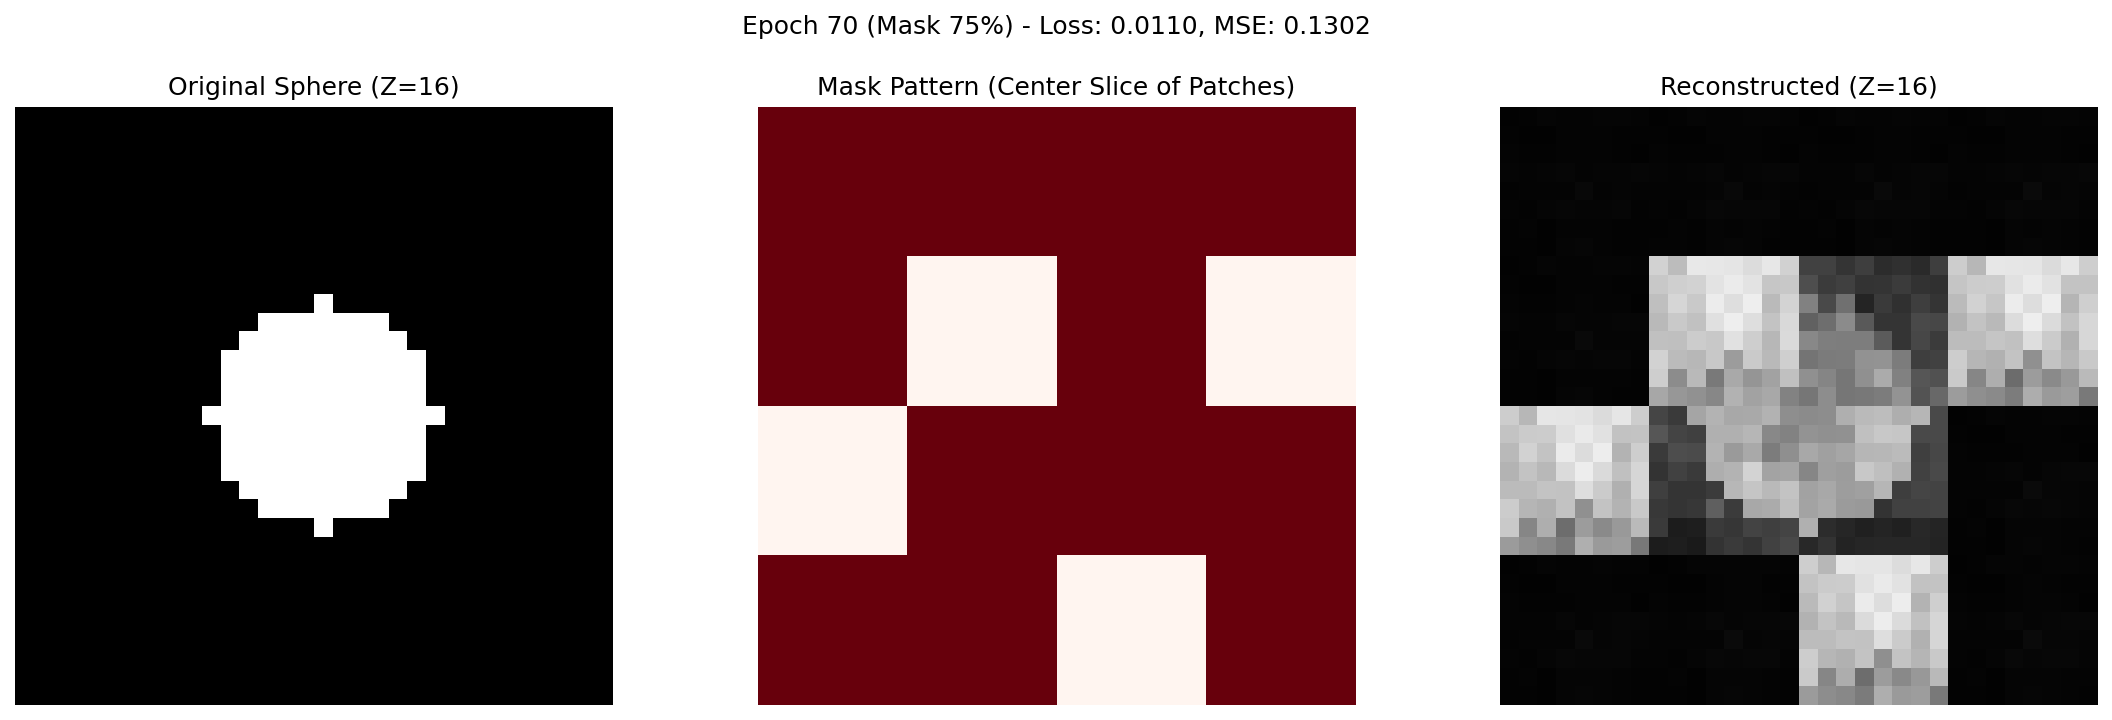 Epoch 70 (Mask 75%) - Loss: 0.0110, MSE: 0.1302
Original Sphere (Z=16)
Mask Pattern (Center Slice of Patches)
Reconstructed (Z=16)